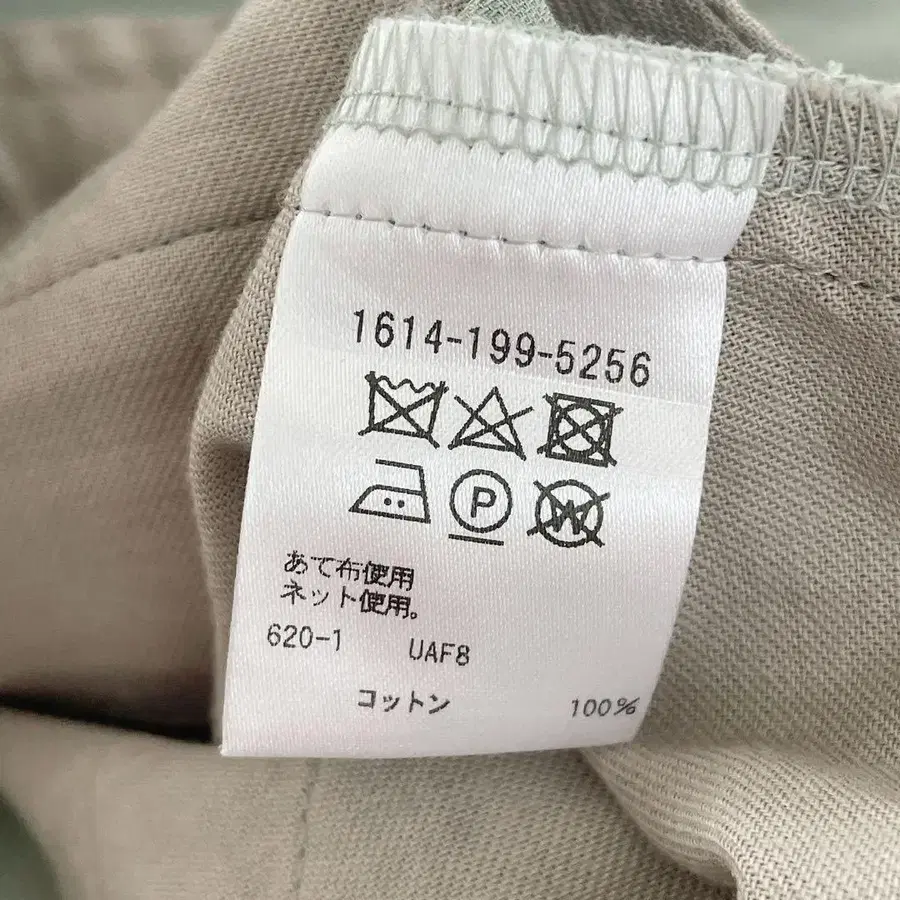 1614-199-5256
P W
あて布使用
ネット使用。
620-1 UAF8
コットン 100%